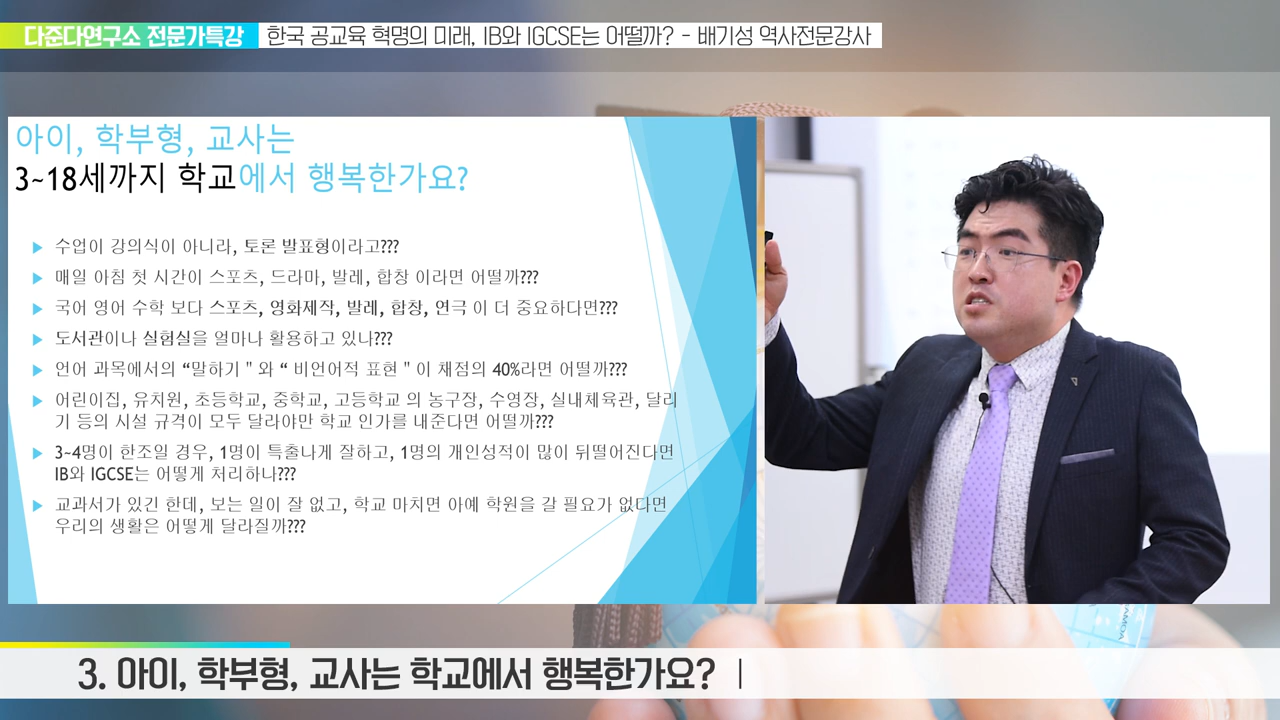 다준다연구소 전문가특강 한국 공교육 혁명의 미래, IB와 IGCSE는 어떨까? - 배기성 역사전문강사
아이, 학부형, 교사는
3~18세까지 학교에서 행복한가요?
▶ 수업이 강의식이 아니라, 토론 발표형이라고???
▶ 매일 아침 첫 시간이 스포츠, 드라마, 발레, 합창 이라면 어떨까???
▶ 국어 영어 수학 보다 스포츠, 영화제작, 발레, 합창, 연극 이 더 중요하다면???
▶ 도서관이나 실험실을 얼마나 활용하고 있나???
▶ 언어 과목에서의 “말하기 " 와 “ 비언어적 표현 " 이 채점의 40%라면 어떨까???
▶ 어린이집, 유치원, 초등학교, 중학교, 고등학교 의 농구장, 수영장, 실내체육관, 달리
기 등의 시설 규격이 모두 달라야만 학교 인가를 내준다면 어떨까???
▶ 3~4명이 한조일 경우, 1명이 특출나게 잘하고, 1명의 개인성적이 많이 뒤떨어진다면
IB와 IGCSE는 어떻게 처리하나???
▶ 교과서가 있긴 한데, 보는 일이 잘 없고, 학교 마치면 아예 학원을 갈 필요가 없다면
우리의 생활은 어떻게 달라질까???
SAMOA
3. 아이, 학부형, 교사는 학교에서 행복한가요? |